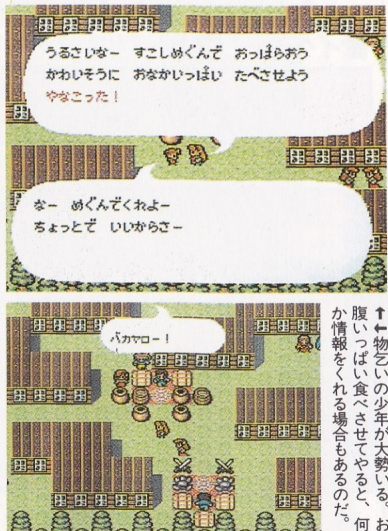 うるさいなー すこしめぐんで おっぱらおう
かわいそうに おなかいっぱい たべさせよう
やなこった!
なー めぐんでくれよー
ちょっとで いいからさー
バカヤロー!
↑←物乞いの少年が大勢いる。お
腹いっぱい食べさせてやると、何
か情報をくれる場合もあるのだ。